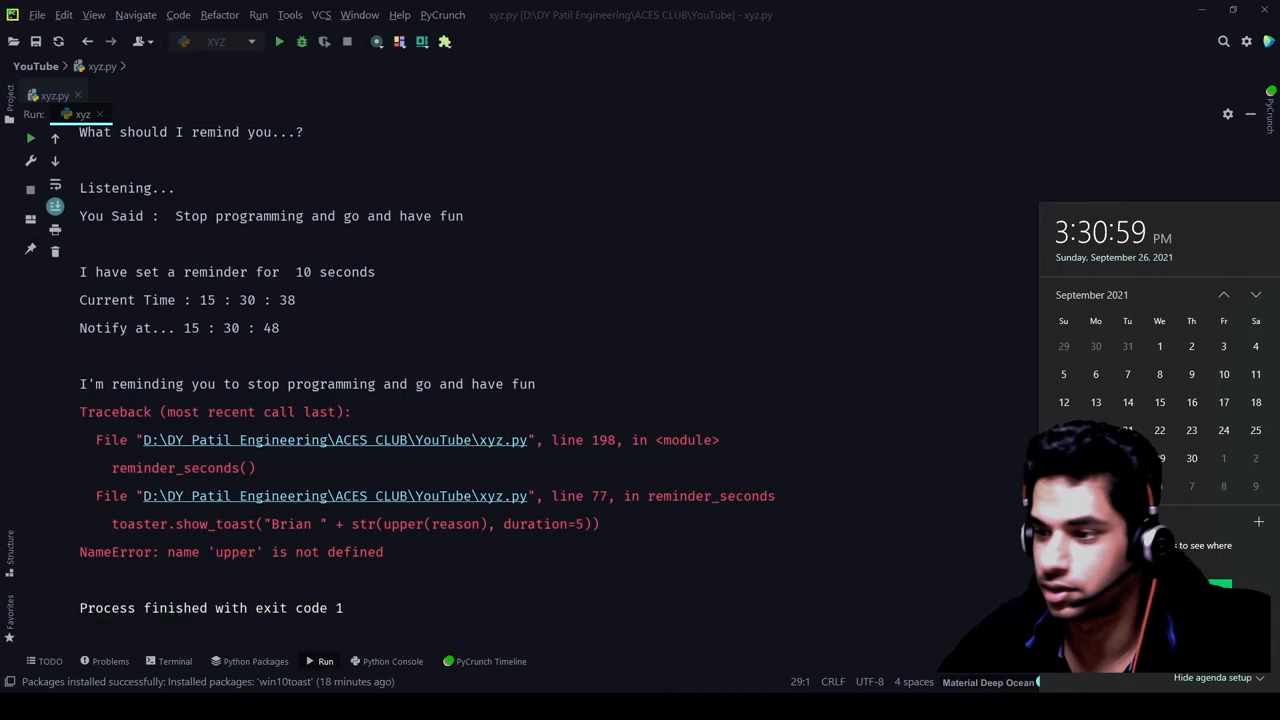 File Edit View Navigate Code Refactor Run Tools VCS Window Help PyCrunch xyz.py [D:\DY Patil Engineering\ACES CLUB\YouTube] - xyz.py
XYZ
YouTube xyz.py
xyz.py
Run: xyz
Project
PyCrunch
What should I remind you...?
Listening...
You Said :  Stop programming and go and have fun
I have set a reminder for  10 seconds
Current Time : 15 : 30 : 38
Notify at... 15 : 30 : 48
I'm reminding you to stop programming and go and have fun
Traceback (most recent call last):
File "D:\DY Patil Engineering\ACES CLUB\YouTube\xyz.py", line 198, in <module>
reminder_seconds()
File "D:\DY Patil Engineering\ACES CLUB\YouTube\xyz.py", line 77, in reminder_seconds
toaster.show_toast("Brian " + str(upper(reason), duration=5))
NameError: name 'upper' is not defined
Process finished with exit code 1
3:30:59 PM
Sunday, September 26, 2021
September 2021
Su Mo Tu We Th Fr Sa
29 30 31 1 2 3 4
5 6 7 8 9 10 11
12 13 14 15 16 17 18
22 23 24 25
30 1 2
7 8 9
s to see where
Hide agenda setup
Structure
Favorites
TODO Problems Terminal Python Packages Run Python Console PyCrunch Timeline
Packages installed successfully: Installed packages: 'win10toast' (18 minutes ago) 29:1 CRLF UTF-8 4 spaces Material Deep Ocean